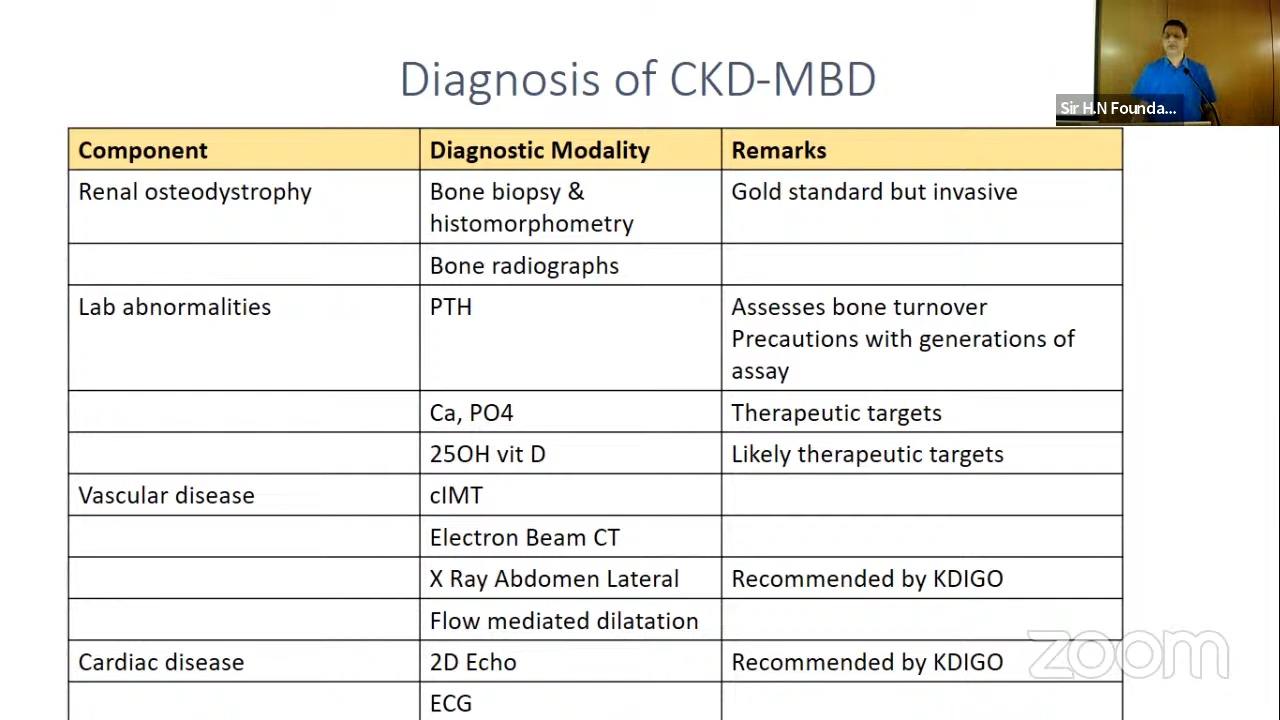 Diagnosis of CKD-MBD
Sir H.N Founda...
Component Diagnostic Modality Remarks
Renal osteodystrophy Bone biopsy & Gold standard but invasive
histomorphometry
Bone radiographs
Lab abnormalities PTH Assesses bone turnover
Precautions with generations of
assay
Ca, PO4 Therapeutic targets
25OH vit D Likely therapeutic targets
Vascular disease cIMT
Electron Beam CT
X Ray Abdomen Lateral Recommended by KDIGO
Flow mediated dilatation
Cardiac disease 2D Echo Recommended by KDIGO
ECG
zoom